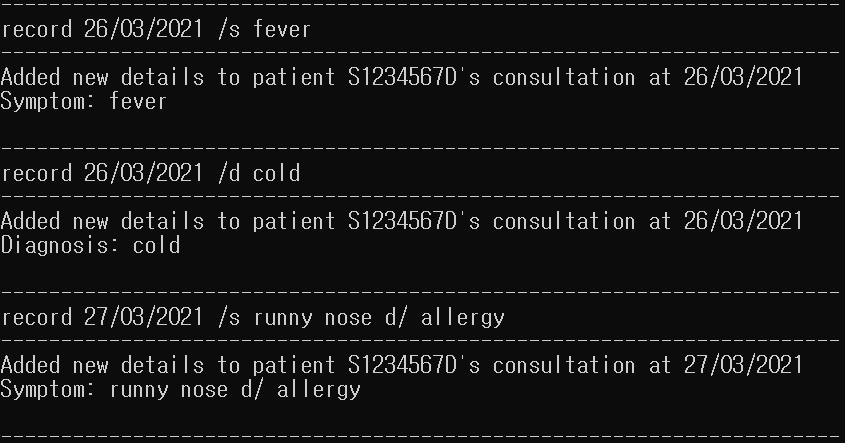 ----------------------------------------------------------------------
record 26/03/2021 /s fever
----------------------------------------------------------------------
Added new details to patient S1234567D's consultation at 26/03/2021
Symptom: fever
----------------------------------------------------------------------
record 26/03/2021 /d cold
----------------------------------------------------------------------
Added new details to patient S1234567D's consultation at 26/03/2021
Diagnosis: cold
----------------------------------------------------------------------
record 27/03/2021 /s runny nose d/ allergy
----------------------------------------------------------------------
Added new details to patient S1234567D's consultation at 27/03/2021
Symptom: runny nose d/ allergy
----------------------------------------------------------------------